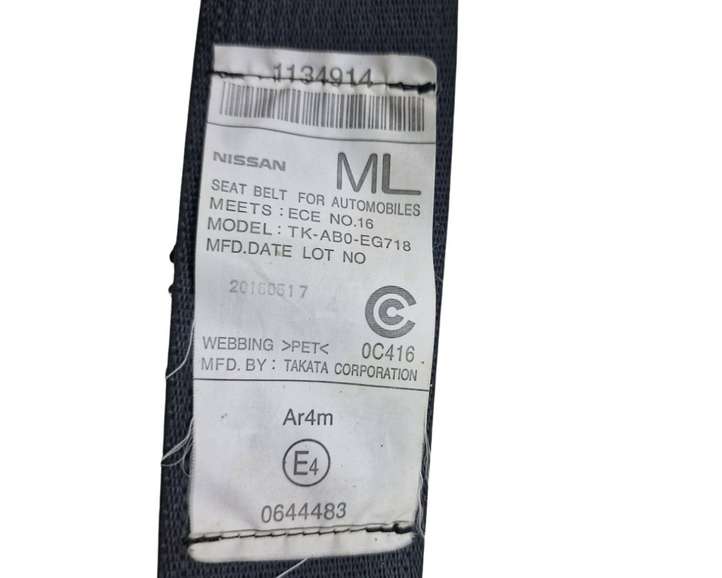 1134914
NISSAN ML
SEAT BELT FOR AUTOMOBILES
MEETS : ECE NO.16
MODEL : TK-AB0-EG718
MFD.DATE LOT NO
20160617
WEBBING >PET< 0C416
MFD. BY : TAKATA CORPORATION
Ar4m
E4
0644483